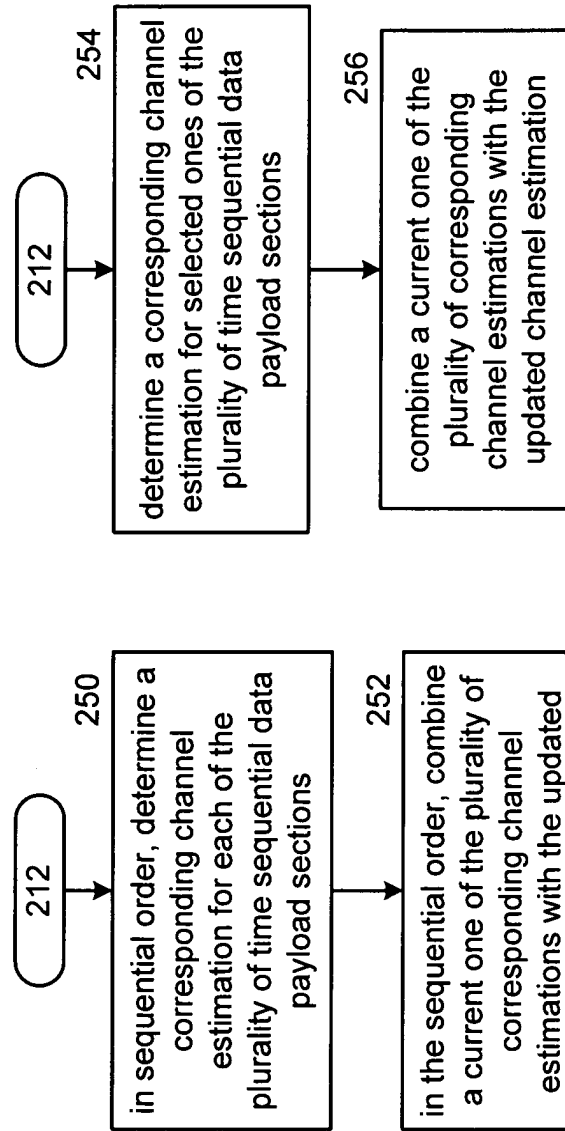 212
250
in sequential order, determine a
corresponding channel
estimation for each of the
plurality of time sequential data
payload sections
252
in the sequential order, combine
a current one of the plurality of
corresponding channel
estimations with the updated
212
254
determine a corresponding channel
estimation for selected ones of the
plurality of time sequential data
payload sections
256
combine a current one of the
plurality of corresponding
channel estimations with the
updated channel estimation